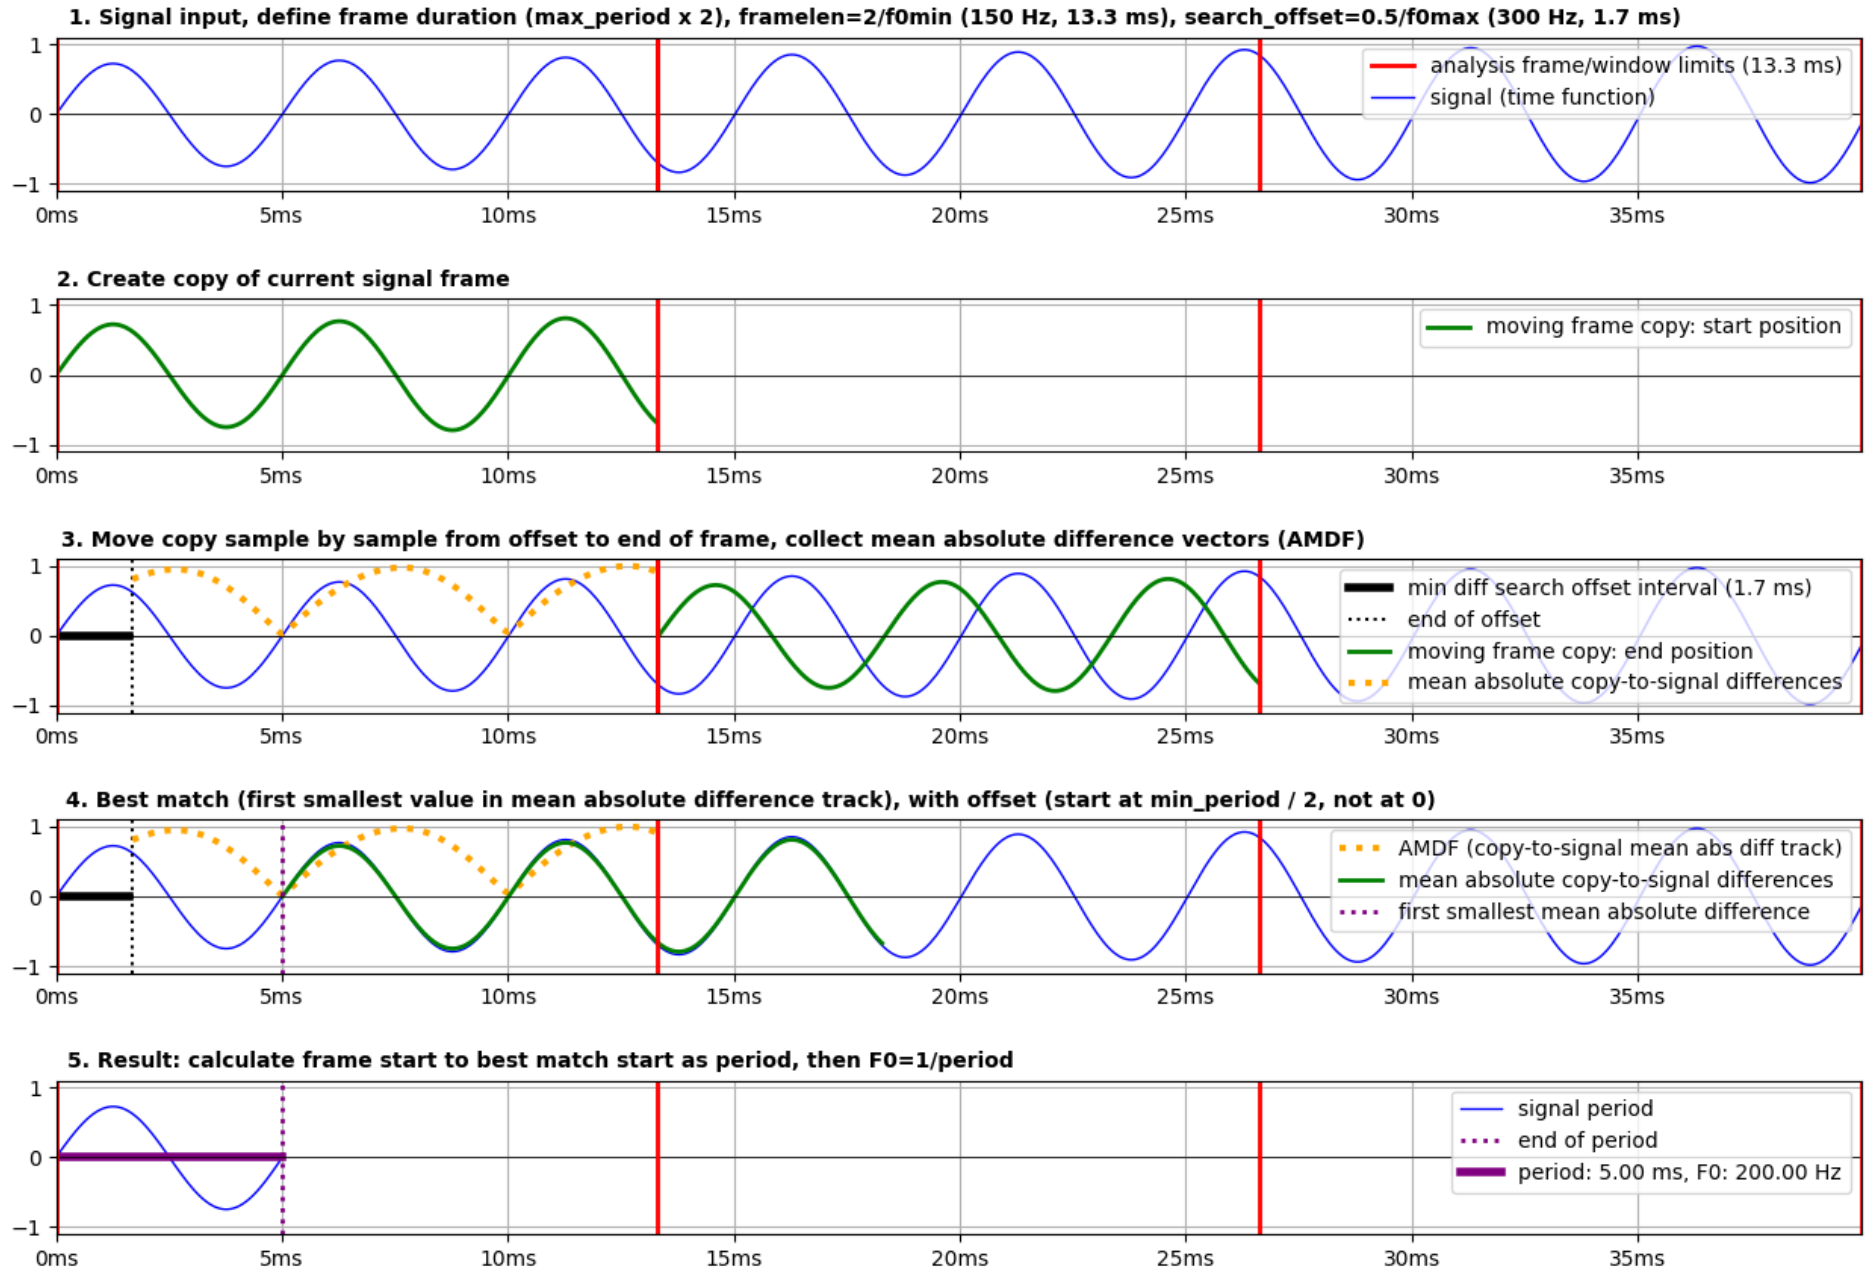 1. Signal input, define frame duration (max_period x 2), framelen=2/f0min (150 Hz, 13.3 ms), search_offset=0.5/f0max (300 Hz, 1.7 ms)
1
0
−1
analysis frame/window limits (13.3 ms)
signal (time function)
0ms 5ms 10ms 15ms 20ms 25ms 30ms 35ms
2. Create copy of current signal frame
1
0
−1
moving frame copy: start position
0ms 5ms 10ms 15ms 20ms 25ms 30ms 35ms
3. Move copy sample by sample from offset to end of frame, collect mean absolute difference vectors (AMDF)
1
0
−1
min diff search offset interval (1.7 ms)
end of offset
moving frame copy: end position
mean absolute copy-to-signal differences
0ms 5ms 10ms 15ms 20ms 25ms 30ms 35ms
4. Best match (first smallest value in mean absolute difference track), with offset (start at min_period / 2, not at 0)
1
0
−1
AMDF (copy-to-signal mean abs diff track)
mean absolute copy-to-signal differences
first smallest mean absolute difference
0ms 5ms 10ms 15ms 20ms 25ms 30ms 35ms
5. Result: calculate frame start to best match start as period, then F0=1/period
1
0
−1
signal period
end of period
period: 5.00 ms, F0: 200.00 Hz
0ms 5ms 10ms 15ms 20ms 25ms 30ms 35ms